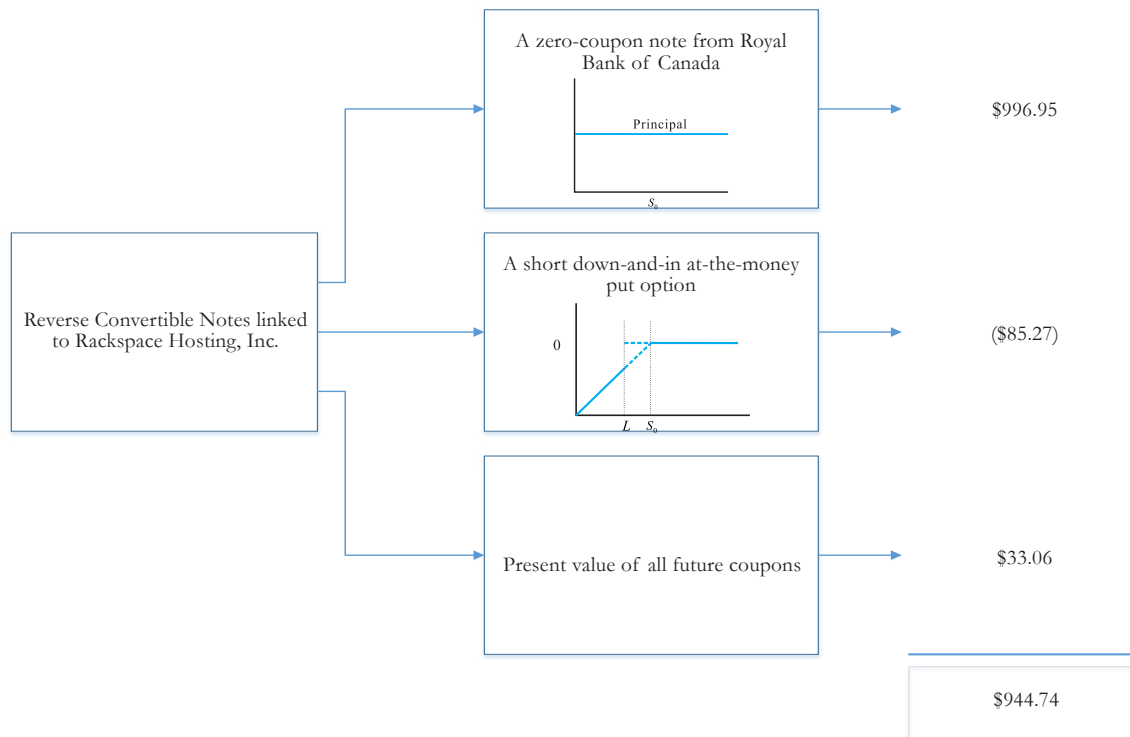 A zero-coupon note from Royal
Bank of Canada
Principal
S₀
$996.95
Reverse Convertible Notes linked
to Rackspace Hosting, Inc.
A short down-and-in at-the-money
put option
0
L S₀
($85.27)
Present value of all future coupons
$33.06
$944.74